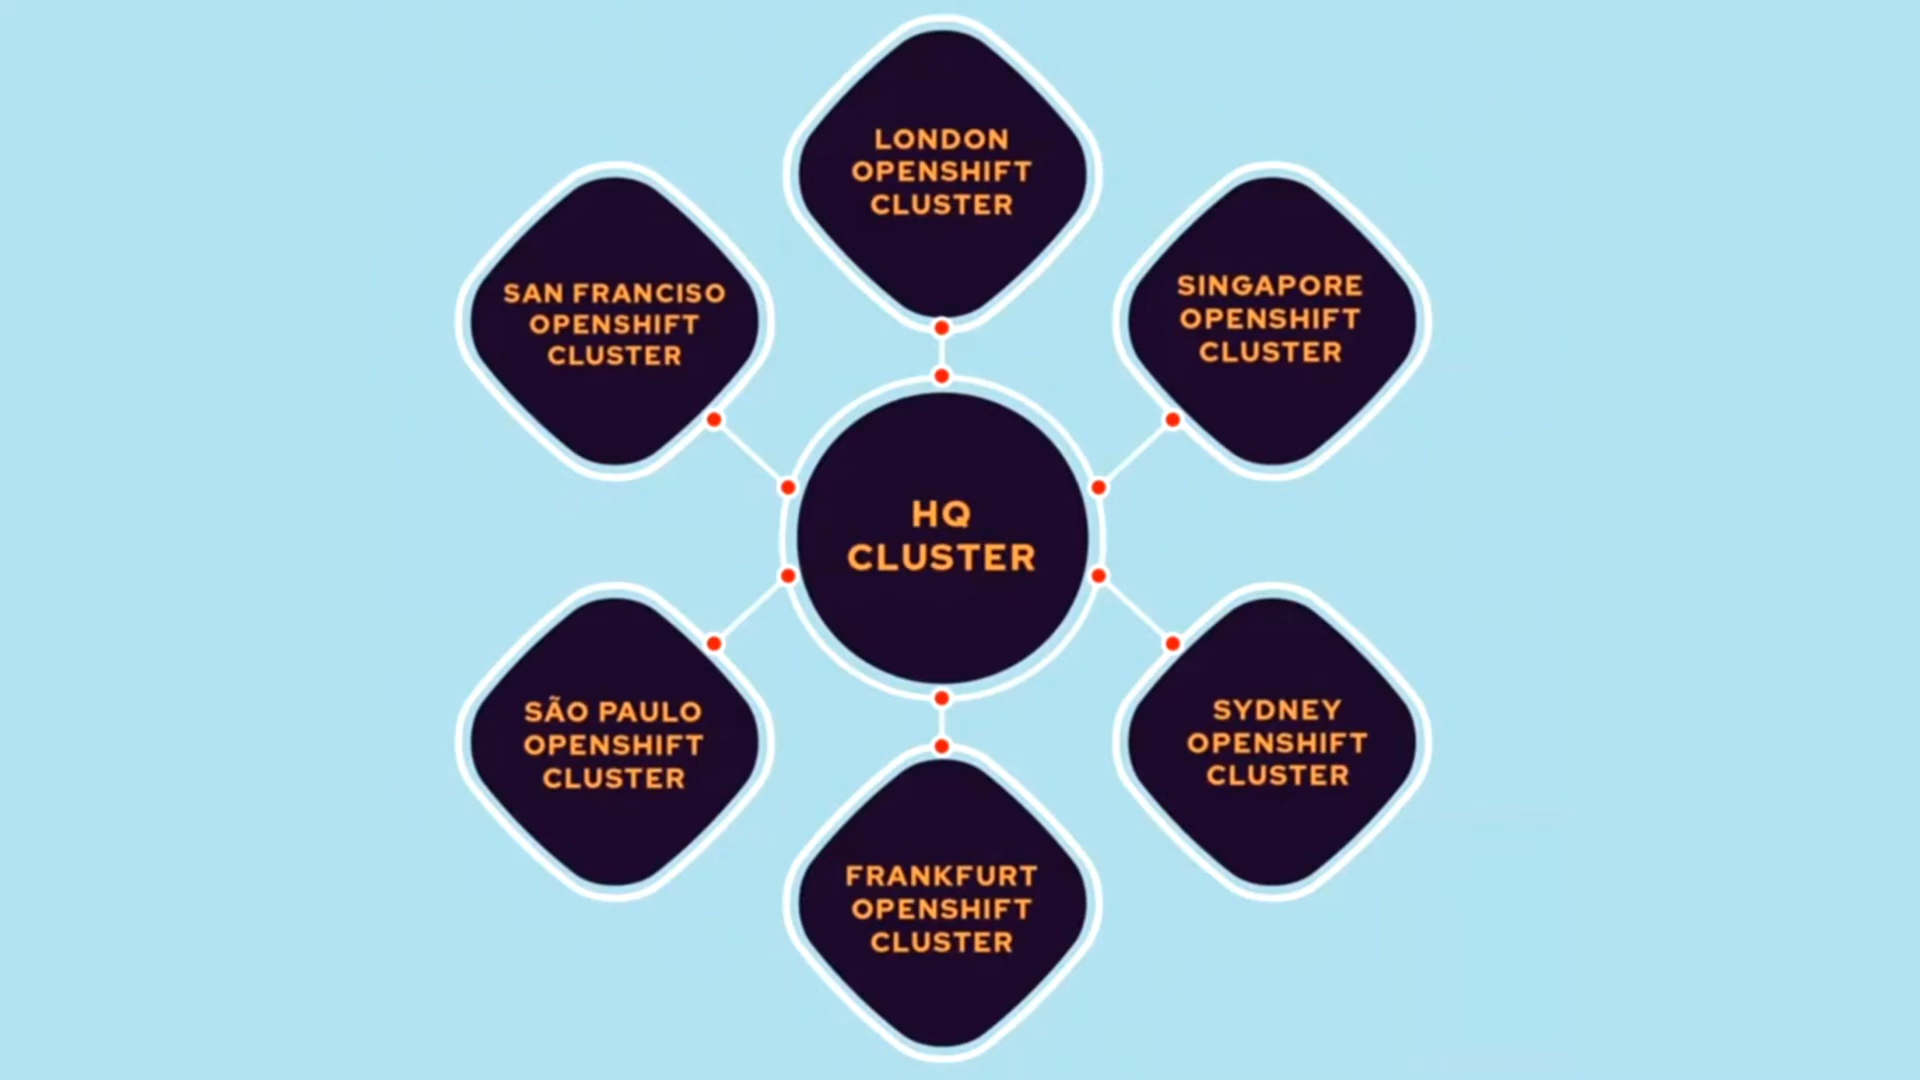 LONDON
OPENSHIFT
CLUSTER
SAN FRANCISO
OPENSHIFT
CLUSTER
SINGAPORE
OPENSHIFT
CLUSTER
HQ
CLUSTER
SÃO PAULO
OPENSHIFT
CLUSTER
SYDNEY
OPENSHIFT
CLUSTER
FRANKFURT
OPENSHIFT
CLUSTER